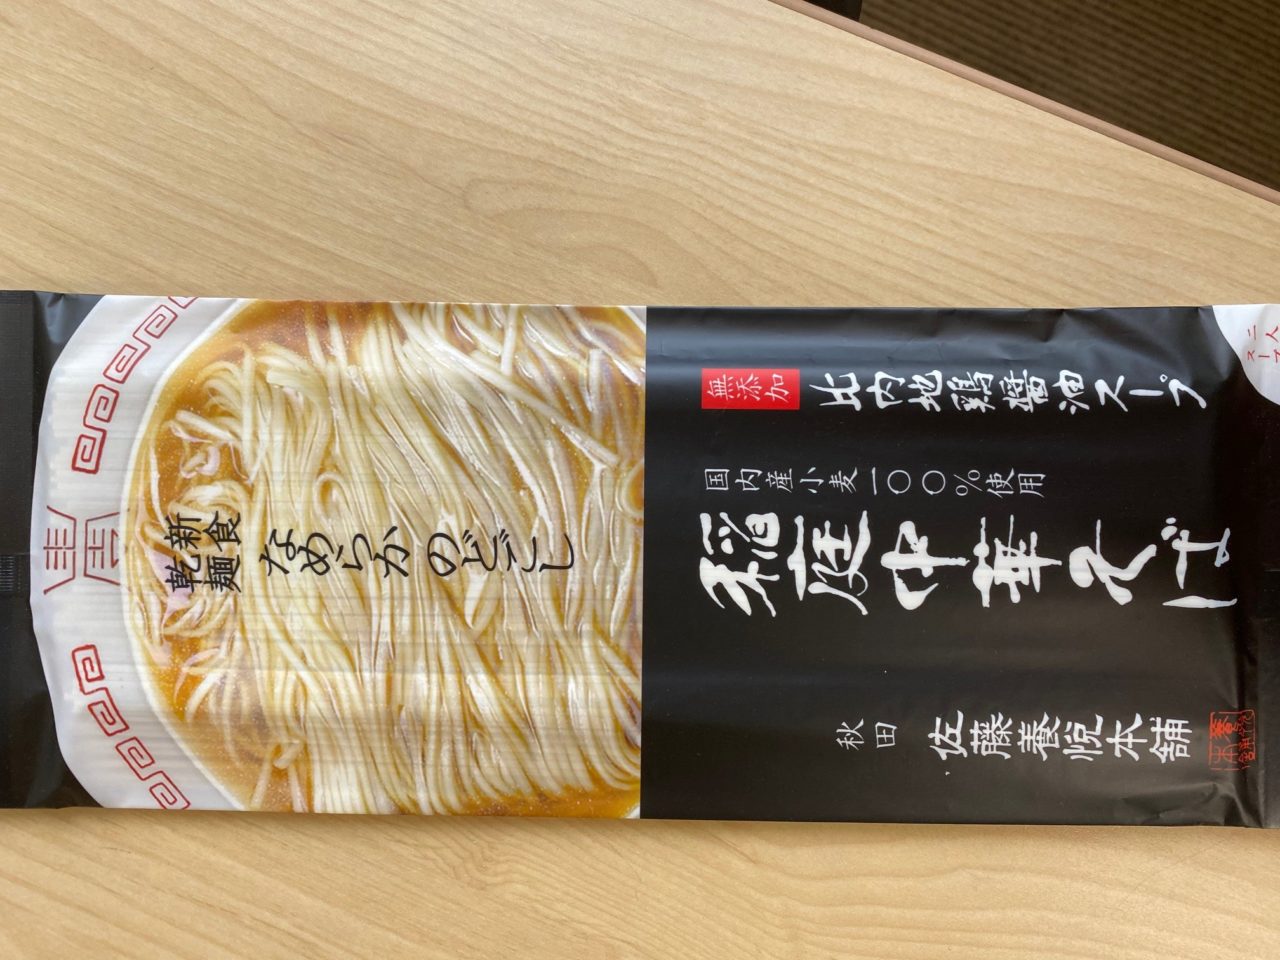 新食
乾麺
なめらかのどごし
無添加
比内地鶏醤油スープ
国内産小麦一〇〇%使用
稲庭中華そば
秋田
佐藤養悦本舗
二人